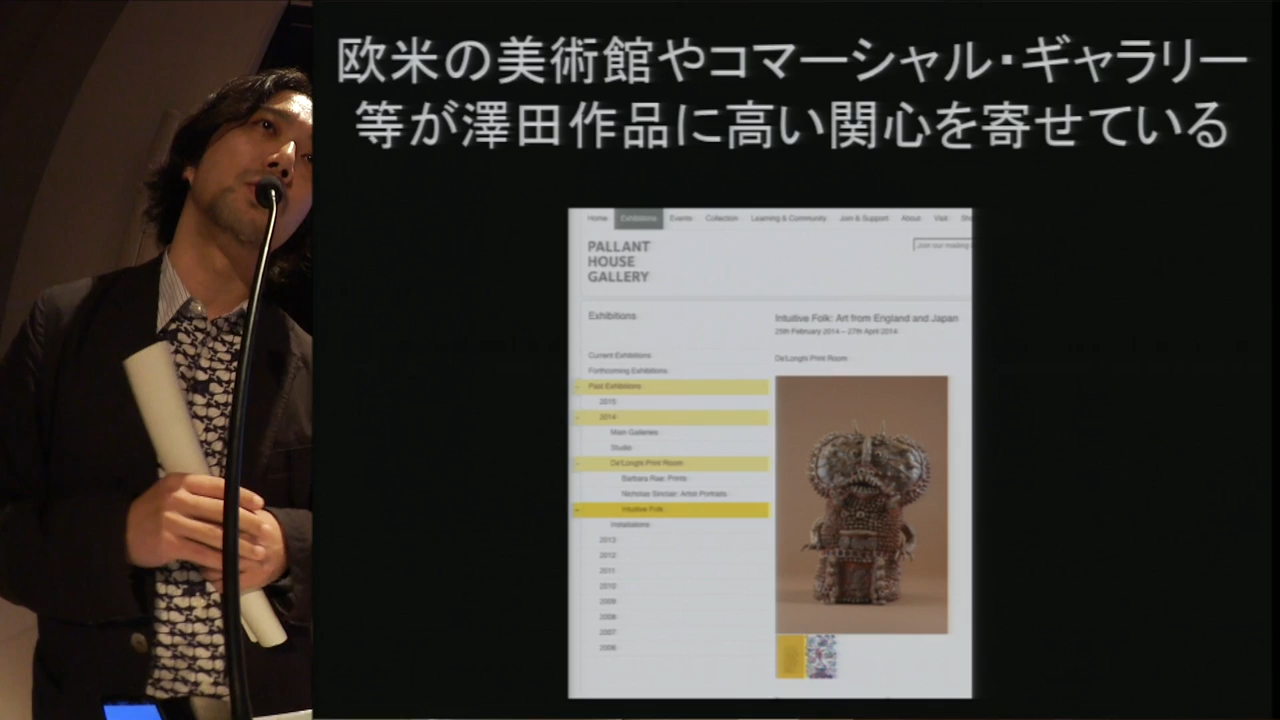 欧米の美術館やコマーシャル・ギャラリー
等が澤田作品に高い関心を寄せている
Home Exhibitions Events Collection Learning & Community Join & Support About Visit
PALLANT
HOUSE
GALLERY
Join our mailing
Exhibitions
Current Exhibitions
Forthcoming Exhibitions
Past Exhibitions
2015
2014
Main Galleries
Studio
De'Longhi Print Room
Barbara Rae: Prints
Nicholas Sinclair: Artist Portraits
Intuitive Folk
Installations
2013
2012
2011
2010
2009
2008
2007
2006
Intuitive Folk: Art from England and Japan
25th February 2014 – 27th April 2014
De'Longhi Print Room